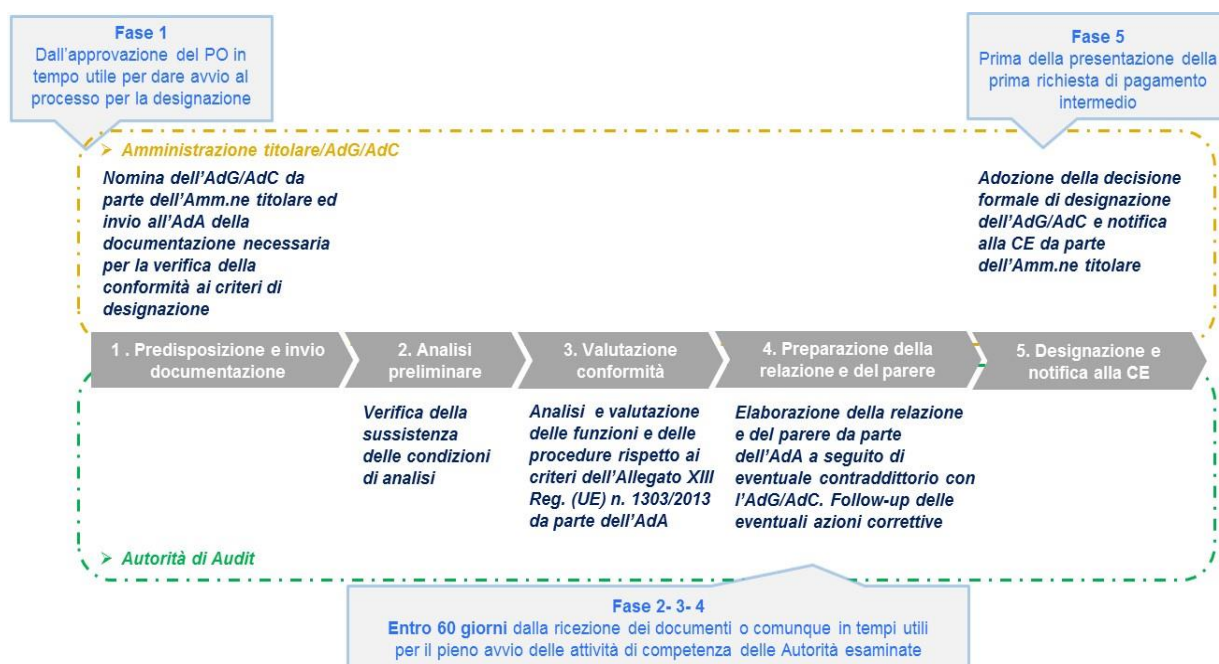 Fase 1
Dall'approvazione del PO in
tempo utile per dare avvio al
processo per la designazione
Fase 5
Prima della presentazione della
prima richiesta di pagamento
intermedio
➢ Amministrazione titolare/AdG/AdC
Nomina dell'AdG/AdC da
parte dell'Amm.ne titolare ed
invio all'AdA della
documentazione necessaria
per la verifica della
conformità ai criteri di
designazione
Adozione della decisione
formale di designazione
dell'AdG/AdC e notifica
alla CE da parte
dell'Amm.ne titolare
1 . Predisposizione e invio
documentazione
2. Analisi
preliminare
3. Valutazione
conformità
4. Preparazione della
relazione e del parere
5. Designazione e
notifica alla CE
Verifica della
sussistenza
delle condizioni
di analisi
Analisi e valutazione
delle funzioni e delle
procedure rispetto ai
criteri dell'Allegato XIII
Reg. (UE) n. 1303/2013
da parte dell'AdA
Elaborazione della relazione
e del parere da parte
dell'AdA a seguito di
eventuale contraddittorio con
l'AdG/AdC. Follow-up delle
eventuali azioni correttive
➢ Autorità di Audit
Fase 2- 3- 4
Entro 60 giorni dalla ricezione dei documenti o comunque in tempi utili
per il pieno avvio delle attività di competenza delle Autorità esaminate